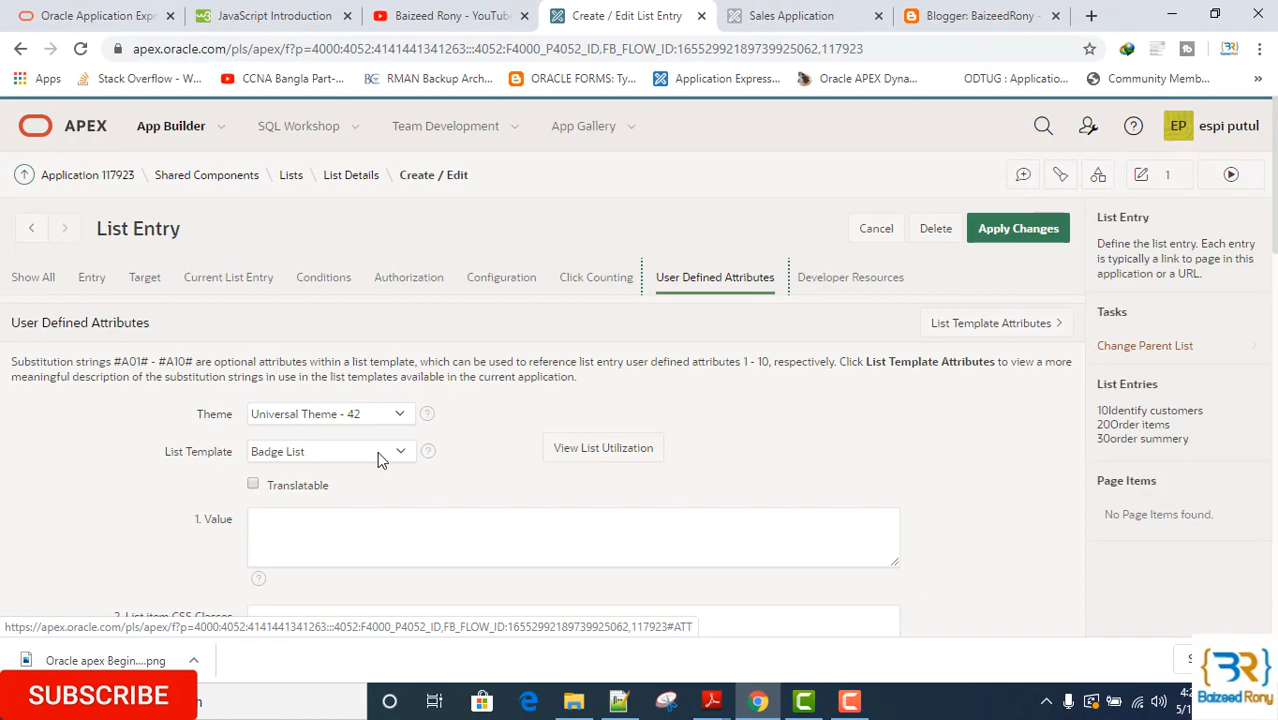 Oracle Application Expr
JavaScript Introduction
Baizeed Rony - YouTube
Create / Edit List Entry
Sales Application
Blogger: BaizeedRony -
apex.oracle.com/pls/apex/f?p=4000:4052:4141441341263:::4052:F4000_P4052_ID,FB_FLOW_ID:16552992189739925062,117923
Apps
Stack Overflow - W...
CCNA Bangla Part-...
RMAN Backup Arch...
ORACLE FORMS: Ty...
Application Express...
Oracle APEX Dyna...
ODTUG : Applicatio...
Community Memb...
»
APEX
App Builder
SQL Workshop
Team Development
App Gallery
EP
espi putul
Application 117923
Shared Components
Lists
List Details
Create / Edit
1
List Entry
Cancel
Delete
Apply Changes
Show All
Entry
Target
Current List Entry
Conditions
Authorization
Configuration
Click Counting
User Defined Attributes
Developer Resources
User Defined Attributes
List Template Attributes
Substitution strings #A01# - #A10# are optional attributes within a list template, which can be used to reference list entry user defined attributes 1 - 10, respectively. Click List Template Attributes to view a more
meaningful description of the substitution strings in use in the list templates available in the current application.
Theme
Universal Theme - 42
List Template
Badge List
View List Utilization
Translatable
1. Value
List Entry
Define the list entry. Each entry
is typically a link to page in this
application or a URL.
Tasks
Change Parent List
List Entries
10Identify customers
20Order items
30order summery
Page Items
No Page Items found.
https://apex.oracle.com/pls/apex/f?p=4000:4052:4141441341263:::4052:F4000_P4052_ID,FB_FLOW_ID:16552992189739925062,117923#ATT
Oracle apex Begin....png
SUBSCRIBE
BR
Baizeed Rony